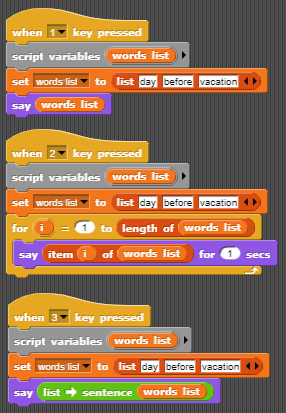 when 1 key pressed
script variables words list
set words list to list day before vacation
say words list
when 2 key pressed
script variables words list
set words list to list day before vacation
for i = 1 to length of words list
say item i of words list for 1 secs
when 3 key pressed
script variables words list
set words list to list day before vacation
say list → sentence words list